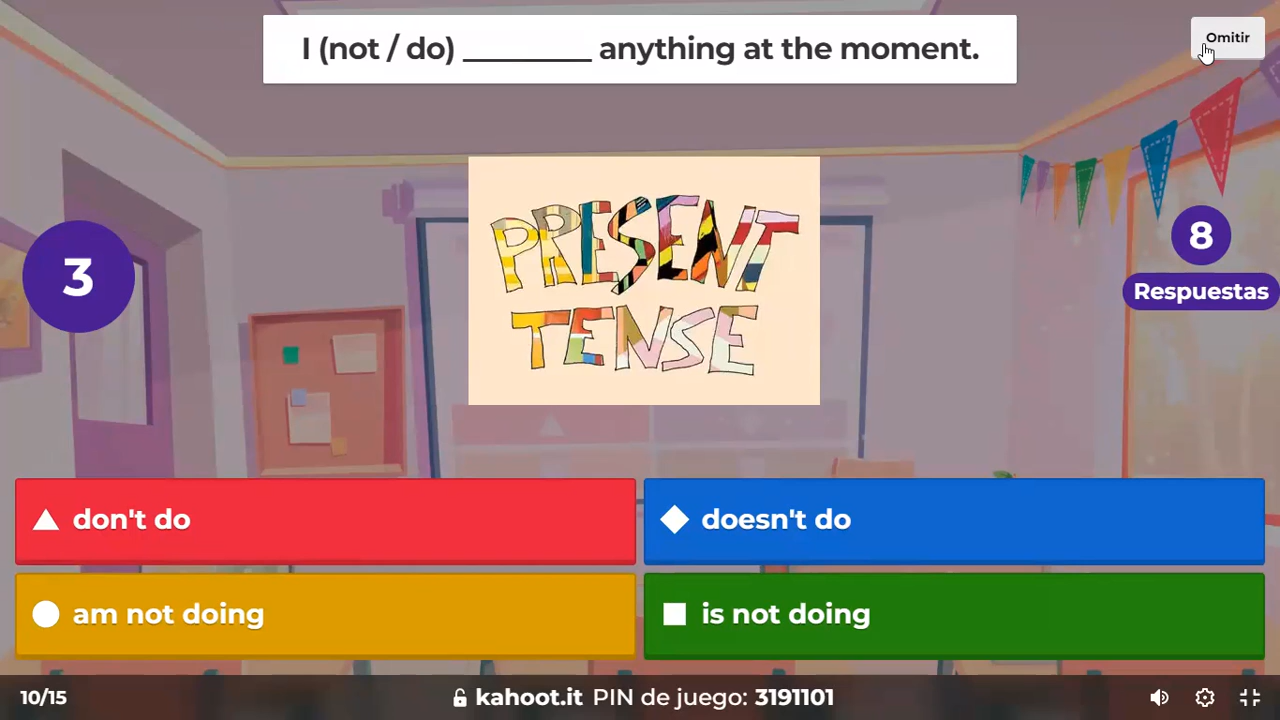 I (not / do) _________ anything at the moment.
Omitir
PRESENT
TENSE
3
8
Respuestas
don't do
doesn't do
am not doing
is not doing
10/15
kahoot.it PIN de juego: 3191101